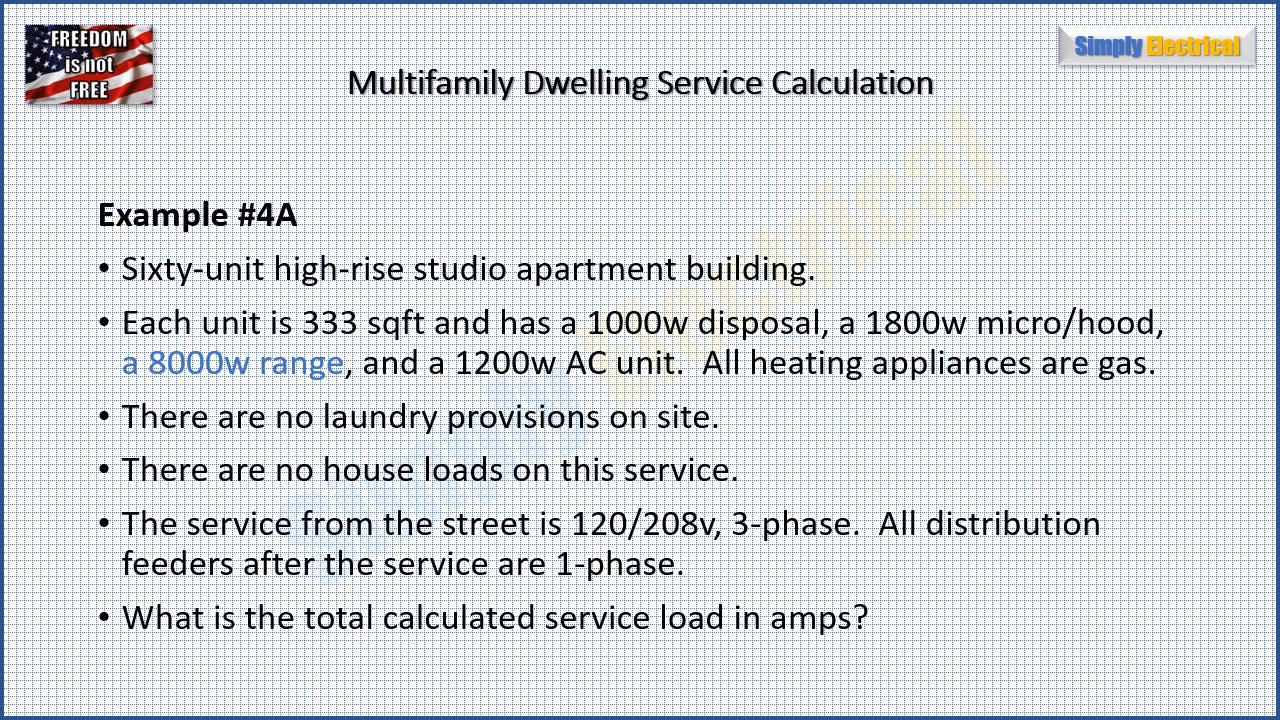 FREEDOM
is not
FREE
Simply Electrical
Multifamily Dwelling Service Calculation
Example #4A
• Sixty-unit high-rise studio apartment building.
• Each unit is 333 sqft and has a 1000w disposal, a 1800w micro/hood,
a 8000w range, and a 1200w AC unit.  All heating appliances are gas.
• There are no laundry provisions on site.
• There are no house loads on this service.
• The service from the street is 120/208v, 3-phase.  All distribution
feeders after the service are 1-phase.
• What is the total calculated service load in amps?
Simply Electrical